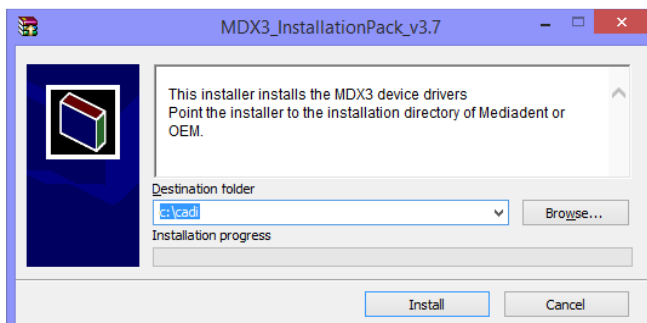 MDX3_InstallationPack_v3.7
This installer installs the MDX3 device drivers
Point the installer to the installation directory of Mediadent or
OEM.
Destination folder
c:\cadi
Browse...
Installation progress
Install
Cancel